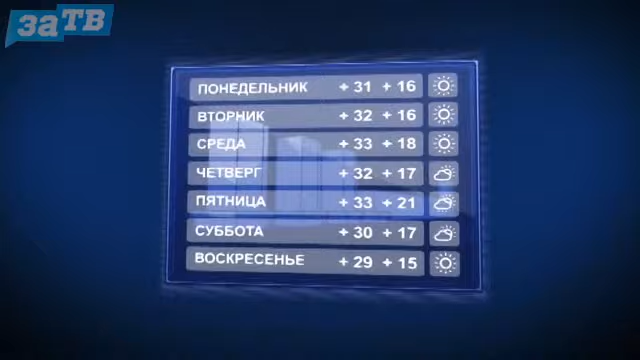 заТВ
ПОНЕДЕЛЬНИК + 31 + 16
ВТОРНИК + 32 + 16
СРЕДА + 33 + 18
ЧЕТВЕРГ + 32 + 17
ПЯТНИЦА + 33 + 21
СУББОТА + 30 + 17
ВОСКРЕСЕНЬЕ + 29 + 15